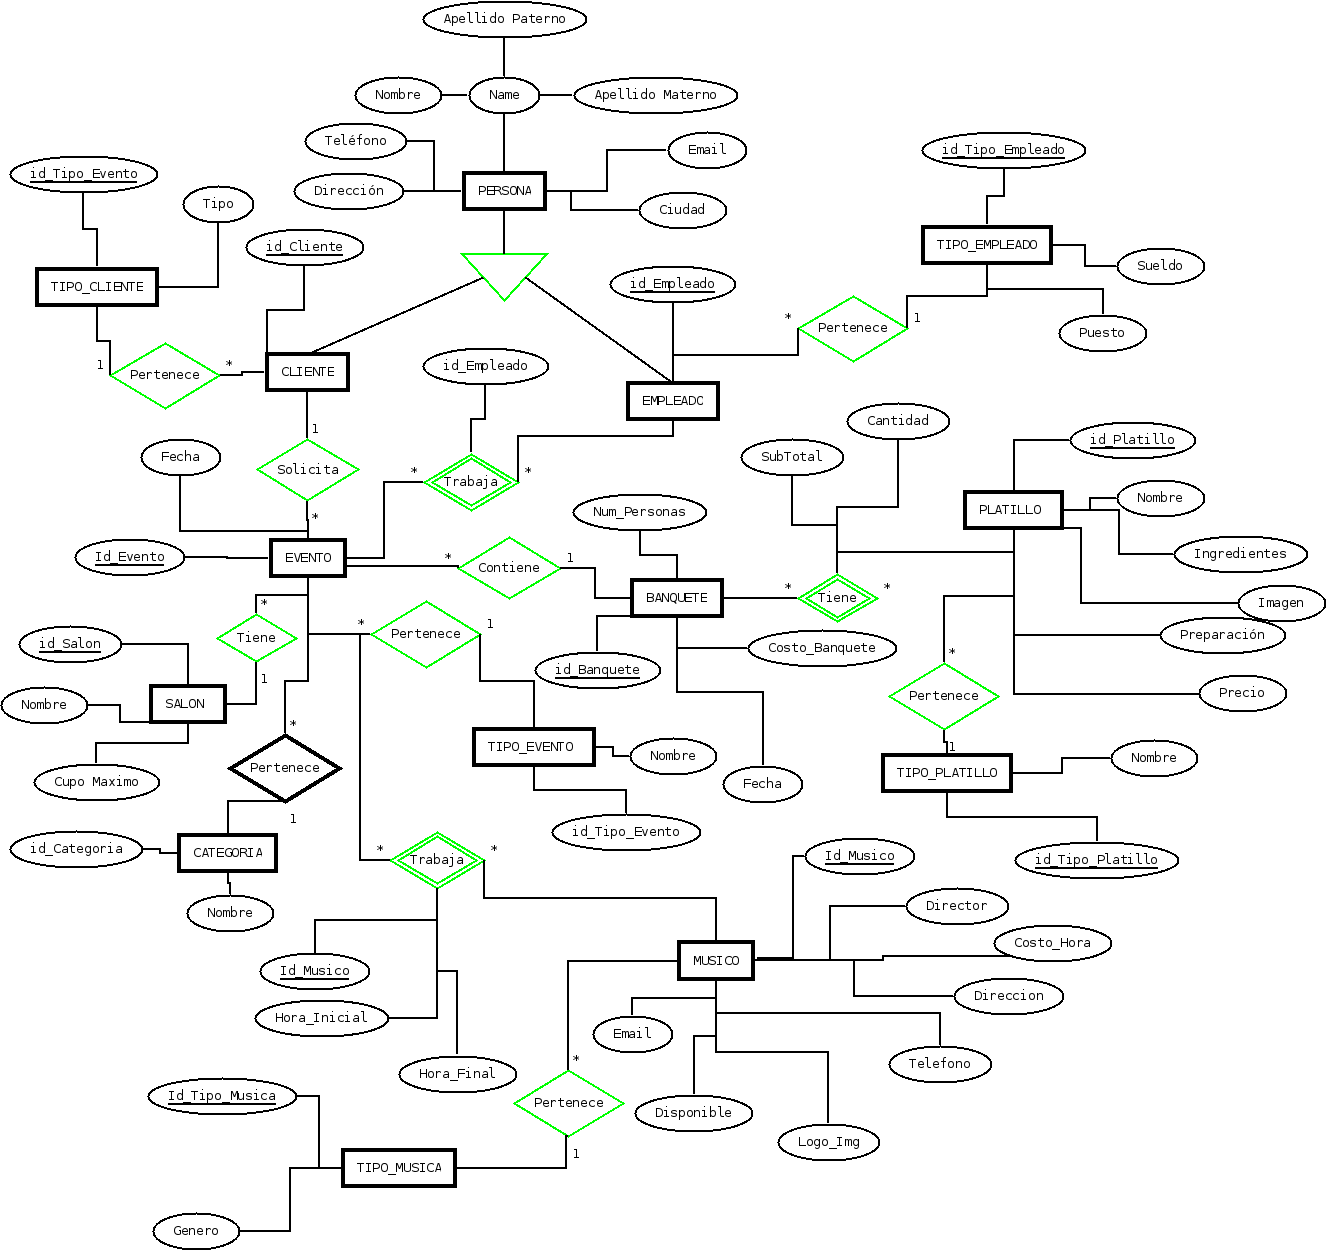 Apellido Paterno
Nombre
Name
Apellido Materno
Teléfono
Email
id_Tipo_Empleado
Dirección
PERSONA
Ciudad
id_Tipo_Evento
Tipo
id_Cliente
TIPO_EMPLEADO
Sueldo
TIPO_CLIENTE
id_Empleado
Pertenece
*
1
Puesto
1
Pertenece
*
CLIENTE
id_Empleado
EMPLEADO
Cantidad
1
Fecha
Solicita
SubTotal
id_Platillo
*
Trabaja
*
Nombre
*
Num_Personas
PLATILLO
Id_Evento
EVENTO
*
Contiene
1
Ingredientes
BANQUETE
*
Tiene
*
Imagen
*
Tiene
*
Pertenece
1
Preparación
id_Salon
1
id_Banquete
Costo_Banquete
*
Nombre
SALON
Pertenece
Precio
*
TIPO_EVENTO
Nombre
1
Nombre
Cupo Maximo
Pertenece
Fecha
TIPO_PLATILLO
1
id_Tipo_Evento
id_Categoria
CATEGORIA
*
Trabaja
*
Id_Musico
id_Tipo_Platillo
Nombre
Director
Id_Musico
MUSICO
Costo_Hora
Hora_Inicial
Direccion
Email
*
Telefono
Hora_Final
Id_Tipo_Musica
Pertenece
Disponible
1
Logo_Img
TIPO_MUSICA
Genero